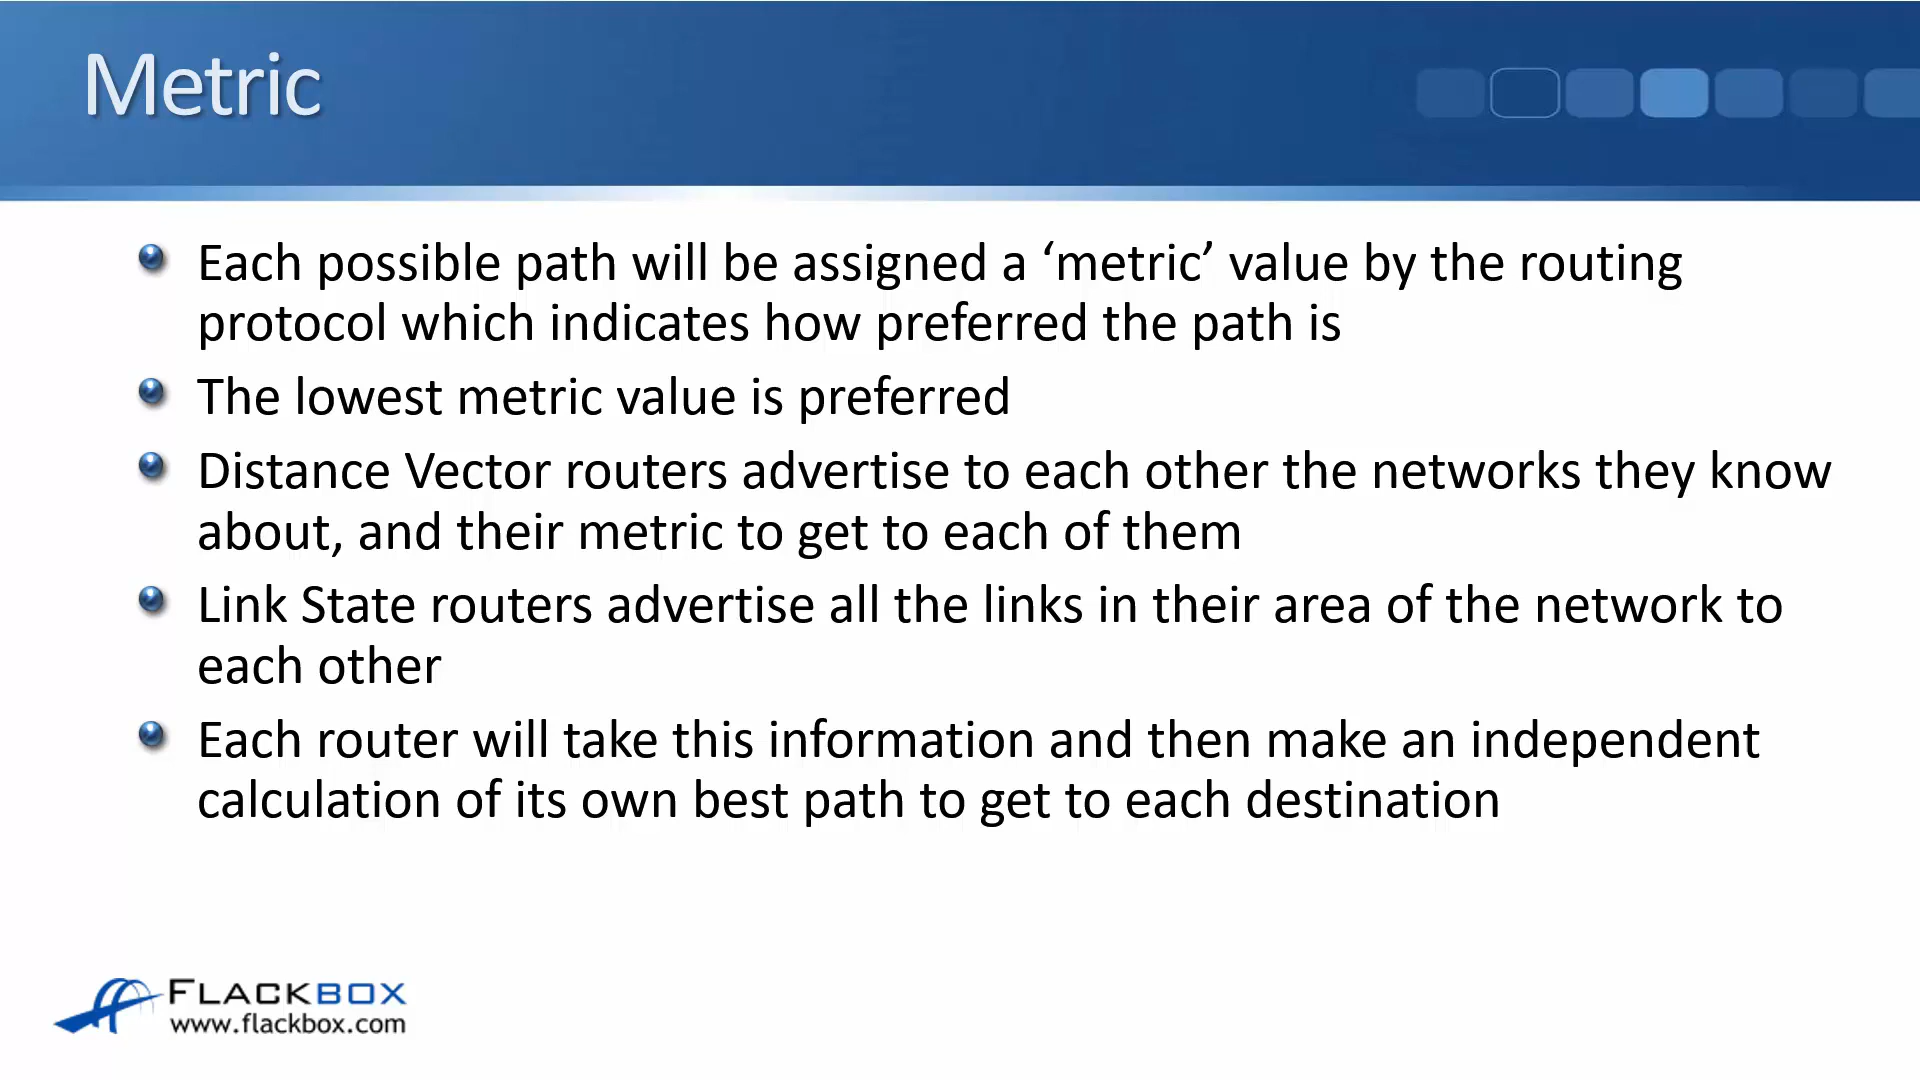 Metric
Each possible path will be assigned a ‘metric’ value by the routing
protocol which indicates how preferred the path is
The lowest metric value is preferred
Distance Vector routers advertise to each other the networks they know
about, and their metric to get to each of them
Link State routers advertise all the links in their area of the network to
each other
Each router will take this information and then make an independent
calculation of its own best path to get to each destination
FLACKBOX
www.flackbox.com